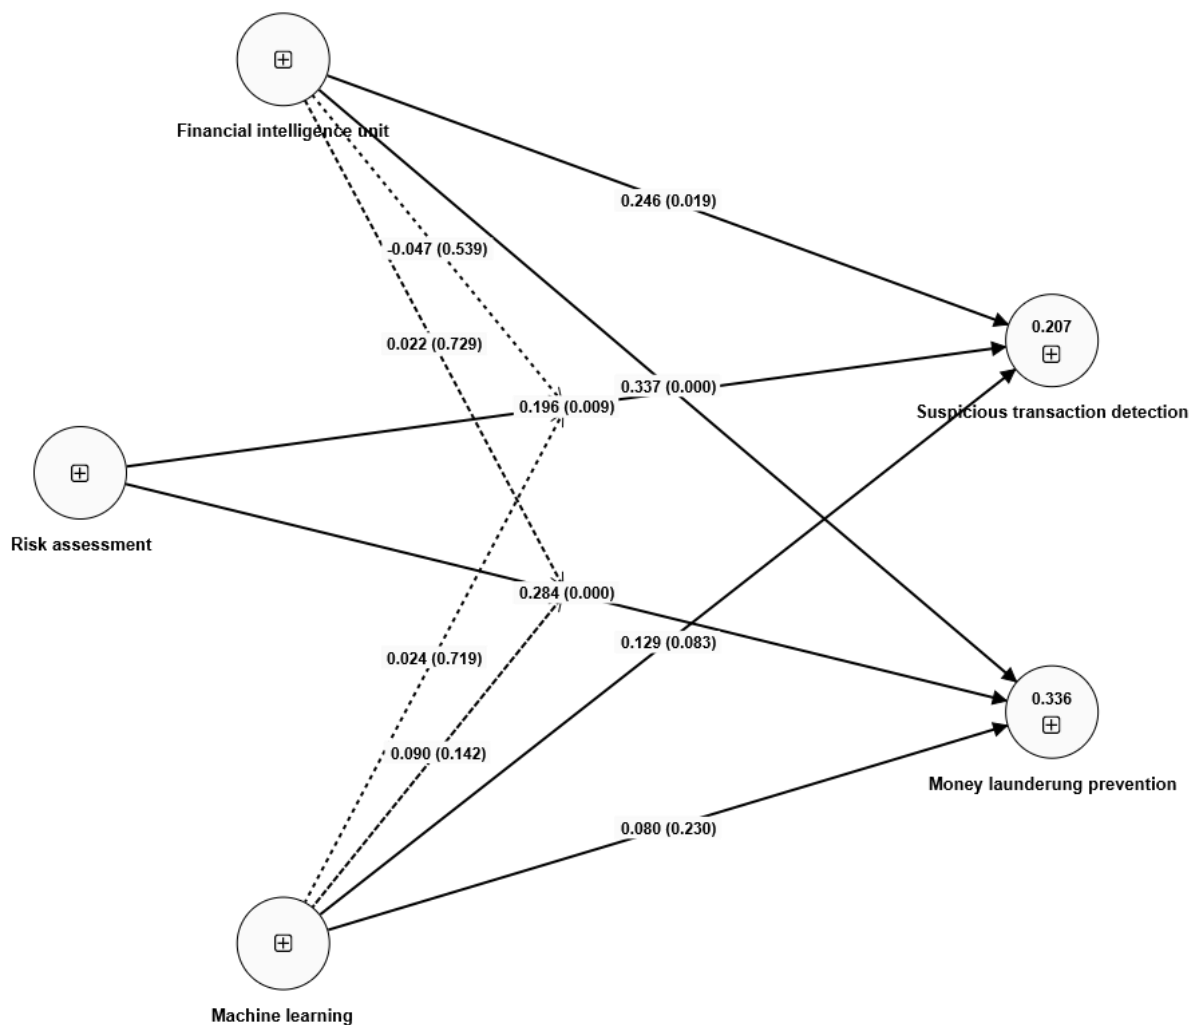 Financial intelligence unit
0.246 (0.019)
-0.047 (0.539)
0.207
0.022 (0.729)
0.337 (0.000)
0.196 (0.009)
Suspicious transaction detection
Risk assessment
0.284 (0.000)
0.129 (0.083)
0.024 (0.719)
0.336
0.090 (0.142)
Money launderung prevention
0.080 (0.230)
Machine learning